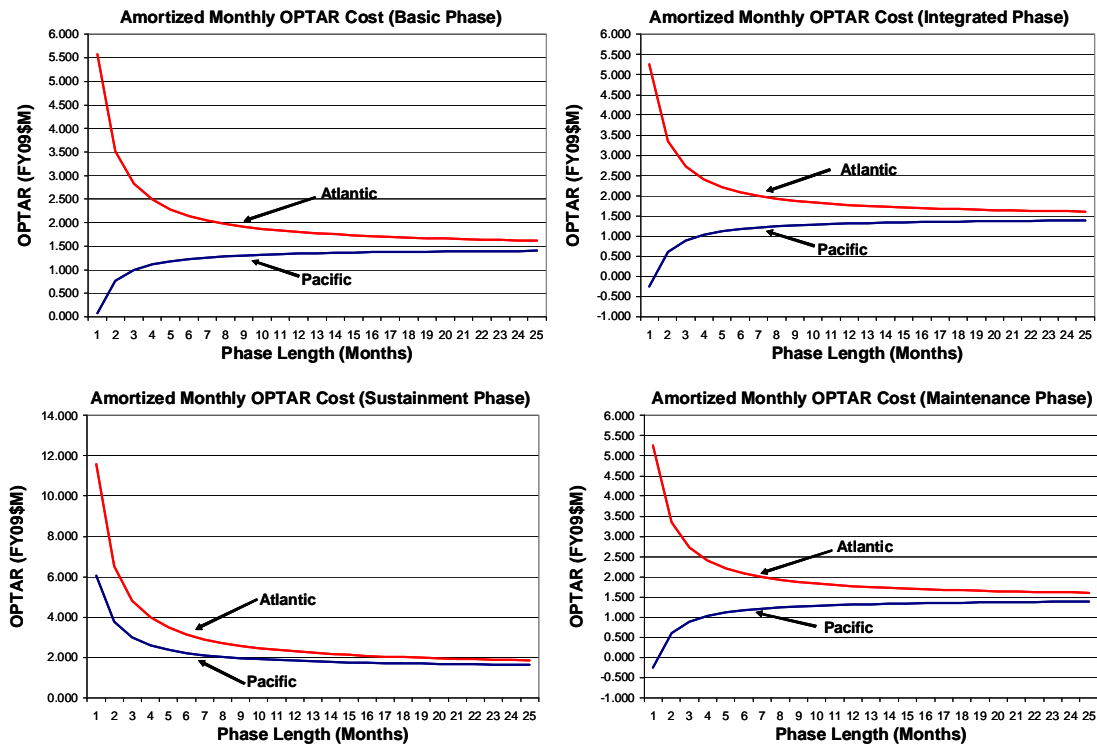 Amortized Monthly OPTAR Cost (Basic Phase)
OPTAR (FY09$M)
6.000
5.500
5.000
4.500
4.000
3.500
3.000
2.500
2.000
1.500
1.000
0.500
0.000
Atlantic
Pacific
1 2 3 4 5 6 7 8 9 10 11 12 13 14 15 16 17 18 19 20 21 22 23 24 25
Phase Length (Months)
Amortized Monthly OPTAR Cost (Integrated Phase)
OPTAR (FY09$M)
6.000
5.500
5.000
4.500
4.000
3.500
3.000
2.500
2.000
1.500
1.000
0.500
0.000
-0.500
-1.000
Atlantic
Pacific
1 2 3 4 5 6 7 8 9 10 11 12 13 14 15 16 17 18 19 20 21 22 23 24 25
Phase Length (Months)
Amortized Monthly OPTAR Cost (Sustainment Phase)
OPTAR (FY09$M)
14.000
12.000
10.000
8.000
6.000
4.000
2.000
0.000
Atlantic
Pacific
1 2 3 4 5 6 7 8 9 10 11 12 13 14 15 16 17 18 19 20 21 22 23 24 25
Phase Length (Months)
Amortized Monthly OPTAR Cost (Maintenance Phase)
OPTAR (FY09$M)
6.000
5.500
5.000
4.500
4.000
3.500
3.000
2.500
2.000
1.500
1.000
0.500
0.000
-0.500
-1.000
Atlantic
Pacific
1 2 3 4 5 6 7 8 9 10 11 12 13 14 15 16 17 18 19 20 21 22 23 24 25
Phase Length (Months)